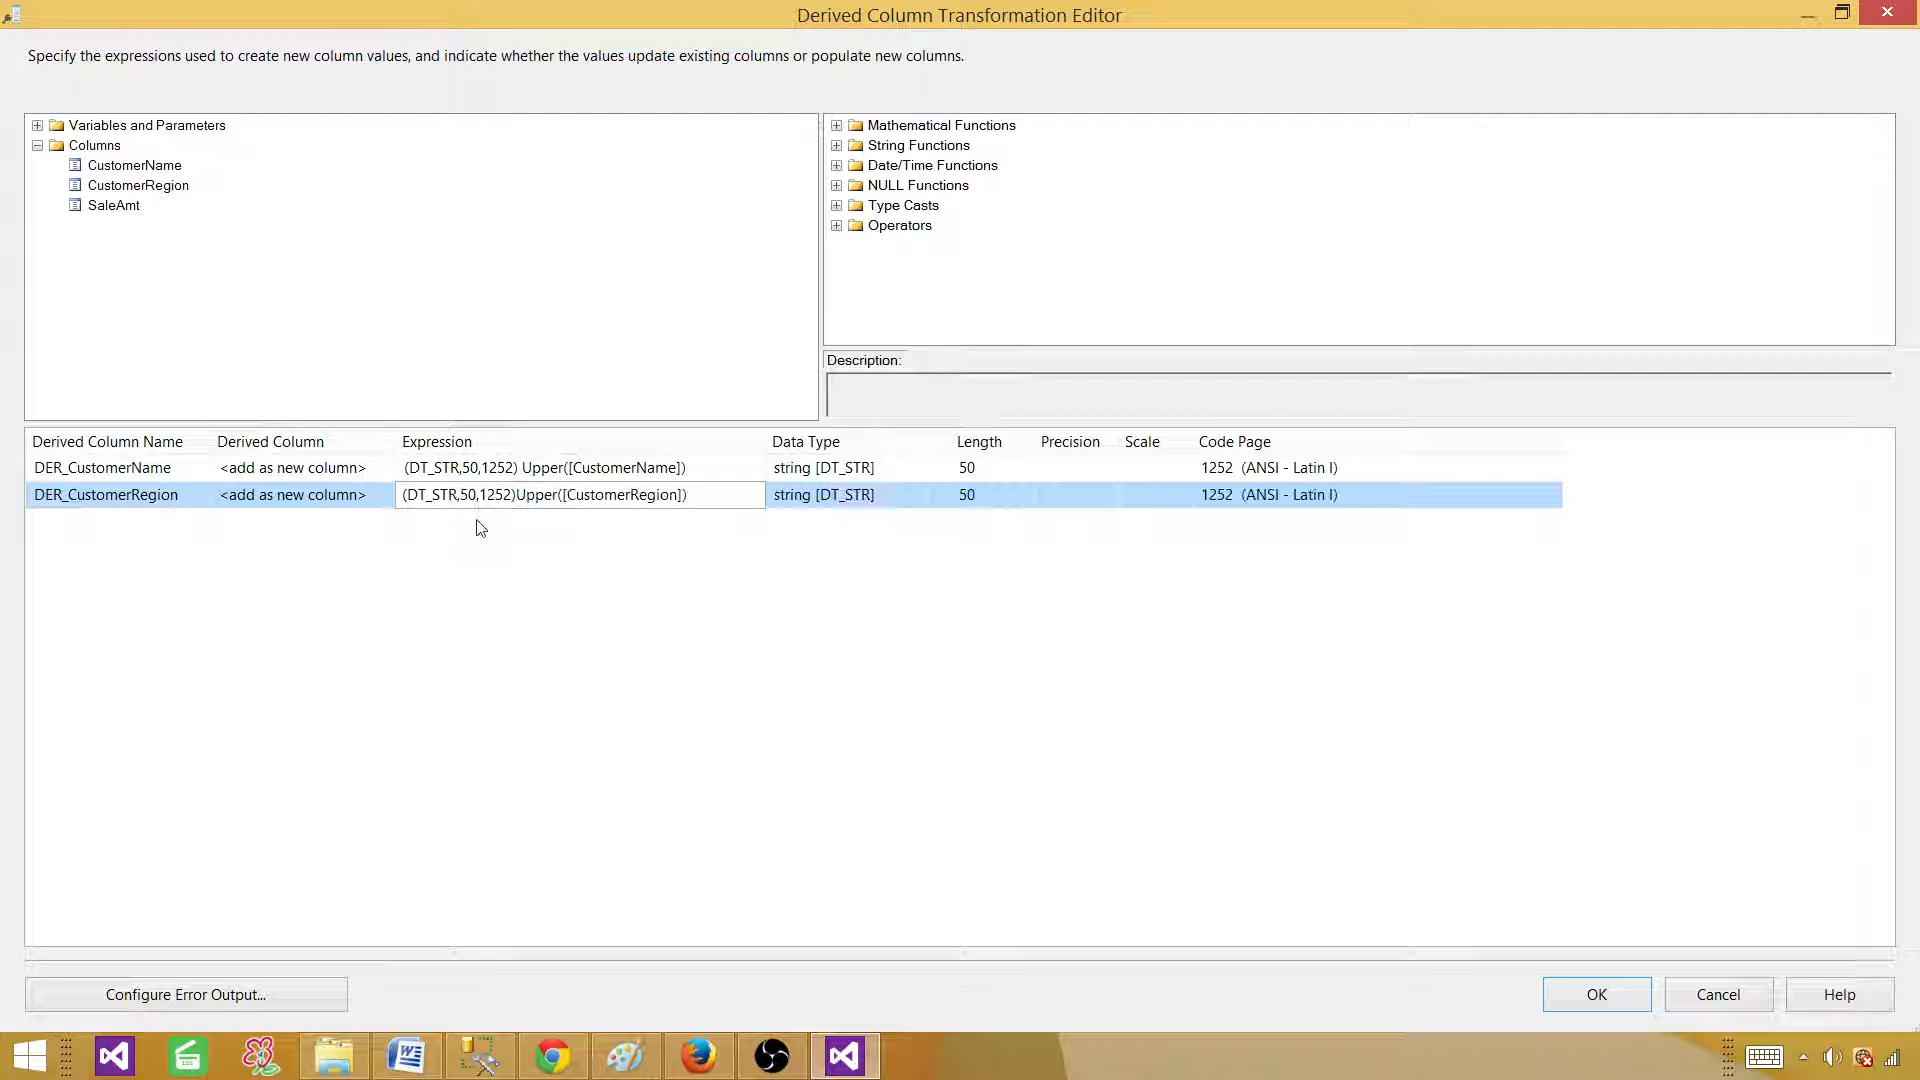 Derived Column Transformation Editor
Specify the expressions used to create new column values, and indicate whether the values update existing columns or populate new columns.
Variables and Parameters
Columns
CustomerName
CustomerRegion
SaleAmt
Mathematical Functions
String Functions
Date/Time Functions
NULL Functions
Type Casts
Operators
Description:
Derived Column Name Derived Column Expression Data Type Length Precision Scale Code Page
DER_CustomerName <add as new column> (DT_STR,50,1252) Upper([CustomerName]) string [DT_STR] 50 1252 (ANSI - Latin I)
DER_CustomerRegion <add as new column> (DT_STR,50,1252)Upper([CustomerRegion]) string [DT_STR] 50 1252 (ANSI - Latin I)
Configure Error Output... OK Cancel Help